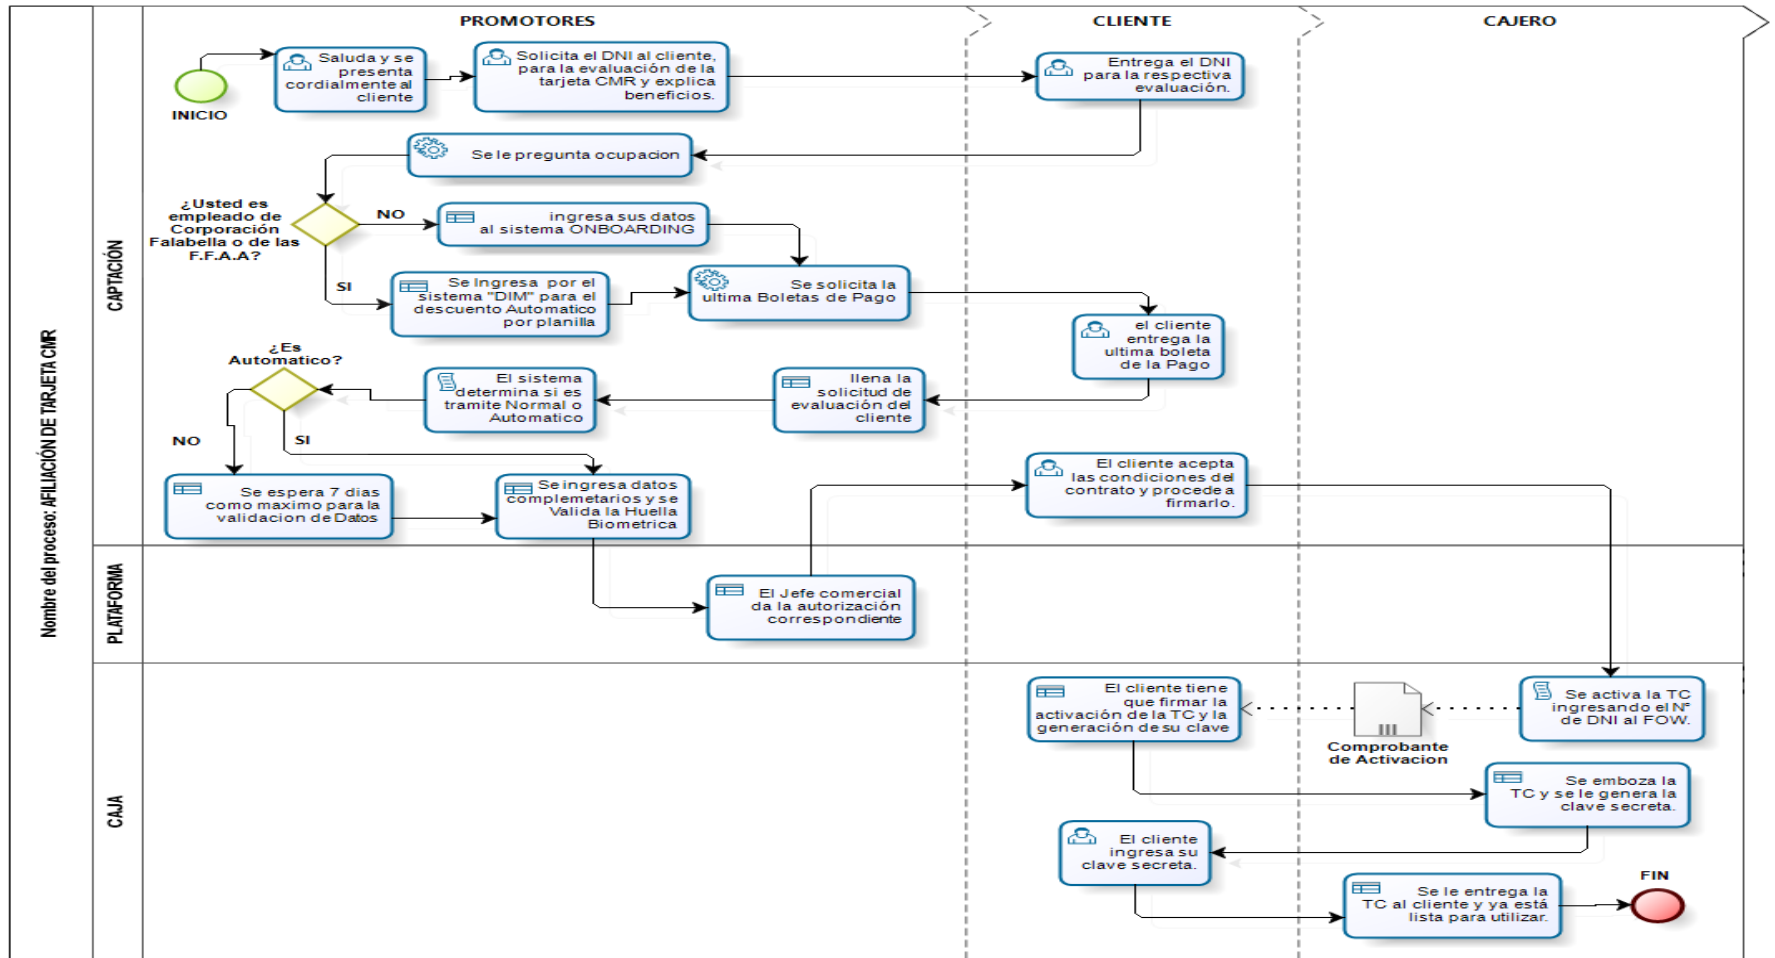 PROMOTORES
CLIENTE
CAJERO
Nombre del proceso: AFILIACIÓN DE TARJETA CMR
CAPTACIÓN
INICIO
Saluda y se
presenta
cordialmente al
cliente
Solicita el DNI al cliente,
para la evaluación de la
tarjeta CMR y explica
beneficios.
Entrega el DNI
para la respectiva
evaluación.
Se le pregunta ocupacion
¿Usted es
empleado de
Corporación
Falabella o de las
F.F.A.A?
NO
ingresa sus datos
al sistema ONBOARDING
SI
Se Ingresa por el
sistema "DIM" para el
descuento Automatico
por planilla
Se solicita la
ultima Boletas de Pago
el cliente
entrega la
ultima boleta
de la Pago
llena la
solicitud de
evaluación del
cliente
El sistema
determina si es
tramite Normal o
Automatico
¿Es
Automatico?
NO
SI
Se espera 7 dias
como maximo para la
validacion de Datos
Se ingresa datos
complemetarios y se
Valida la Huella
Biometrica
El cliente acepta
las condiciones del
contrato y procede a
firmarlo.
PLATAFORMA
El Jefe comercial
da la autorización
correspondiente
CAJA
Se activa la TC
ingresando el N°
de DNI al FOW.
Comprobante
de Activacion
El cliente tiene
que firmar la
activación de la TC y la
generación de su clave
Se emboza la
TC y se le genera la
clave secreta.
El cliente
ingresa su
clave secreta.
Se le entrega la
TC al cliente y ya está
lista para utilizar.
FIN